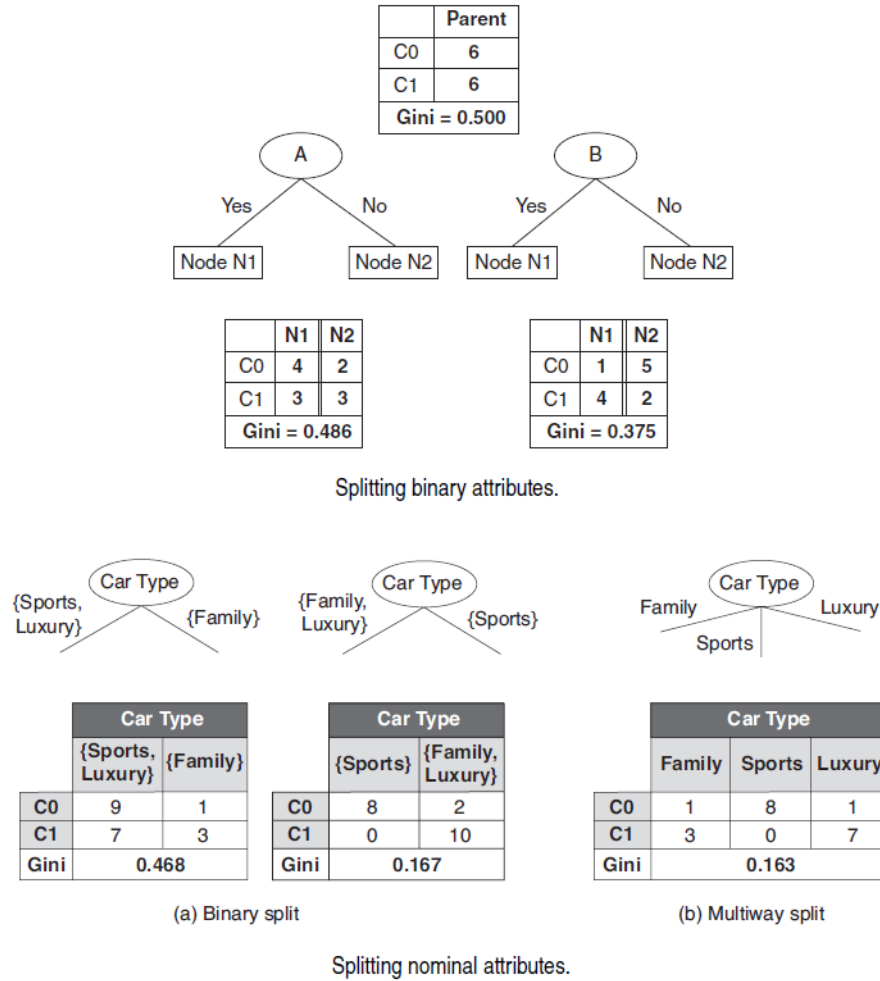 Parent
C0 6
C1 6
Gini = 0.500
A B
Yes No Yes No
Node N1 Node N2 Node N1 Node N2
N1 N2 N1 N2
C0 4 2 C0 1 5
C1 3 3 C1 4 2
Gini = 0.486 Gini = 0.375
Splitting binary attributes.
Car Type Car Type Car Type
{Sports, Luxury} {Family} {Family, Luxury} {Sports} Family Sports Luxury
Car Type Car Type Car Type
{Sports, Luxury} {Family} {Sports} {Family, Luxury} Family Sports Luxury
C0 9 1 C0 8 2 C0 1 8 1
C1 7 3 C1 0 10 C1 3 0 7
Gini 0.468 Gini 0.167 Gini 0.163
(a) Binary split (b) Multiway split
Splitting nominal attributes.